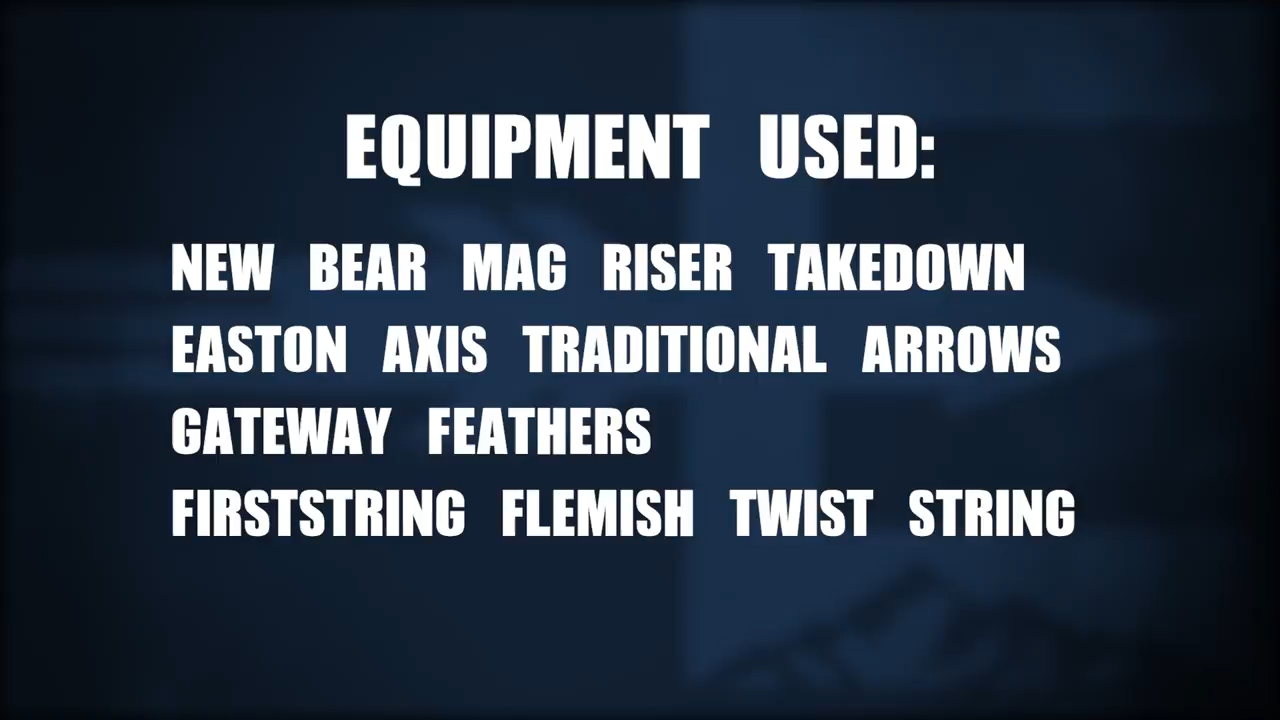 EQUIPMENT USED:
NEW BEAR MAG RISER TAKEDOWN
EASTON AXIS TRADITIONAL ARROWS
GATEWAY FEATHERS
FIRSTSTRING FLEMISH TWIST STRING